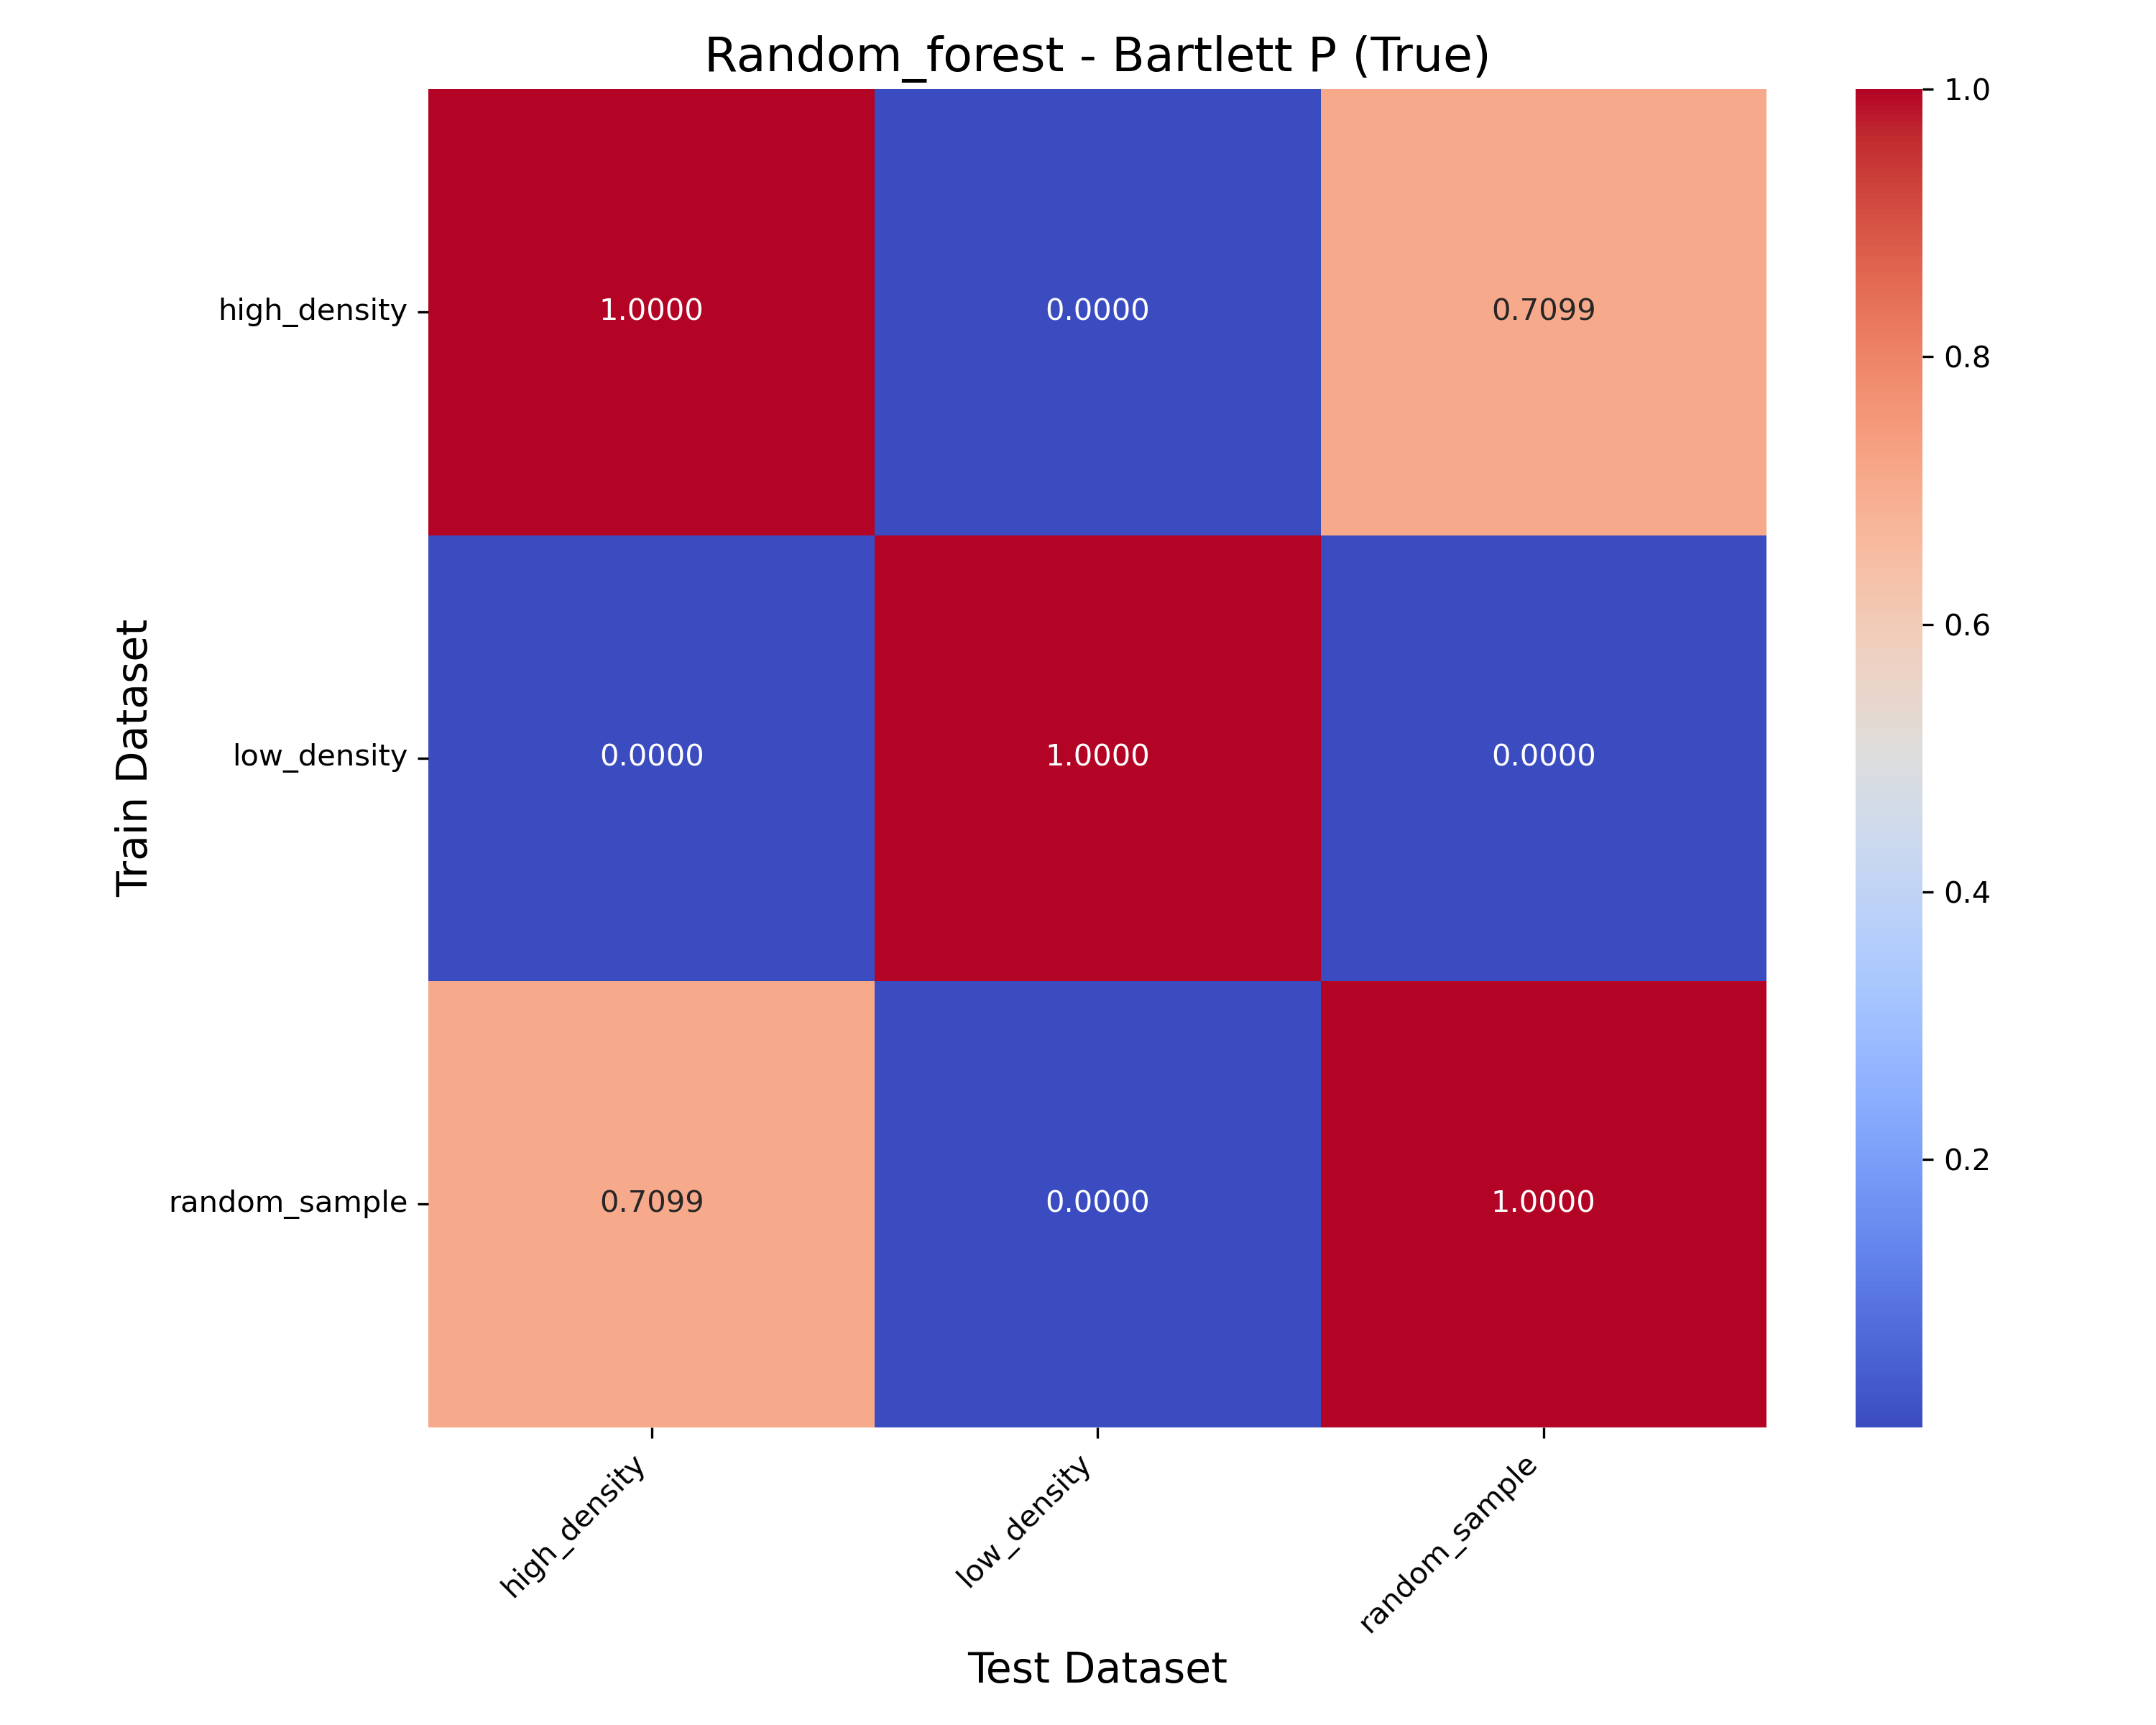 Random_forest - Bartlett P (True)
Train Dataset
high_density
1.0000 0.0000 0.7099
low_density
0.0000 1.0000 0.0000
random_sample
0.7099 0.0000 1.0000
high_density
low_density
random_sample
Test Dataset
1.0
0.8
0.6
0.4
0.2